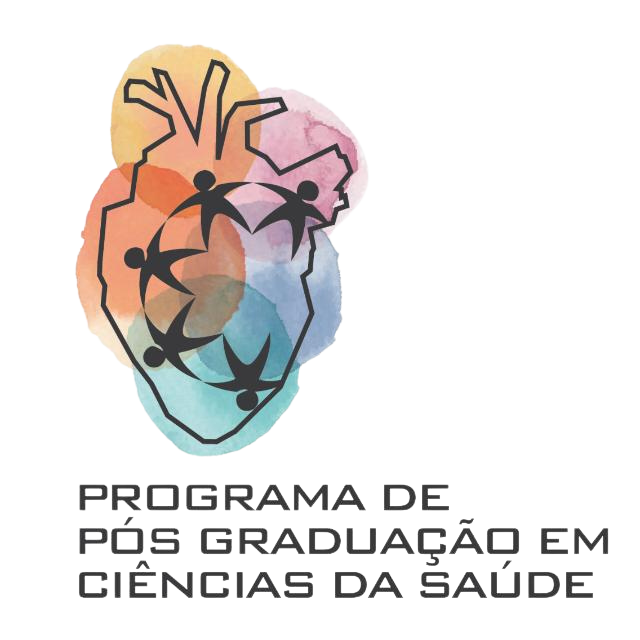 PROGRAMA DE
PÓS GRADUAÇÃO EM
CIÊNCIAS DA SAÚDE